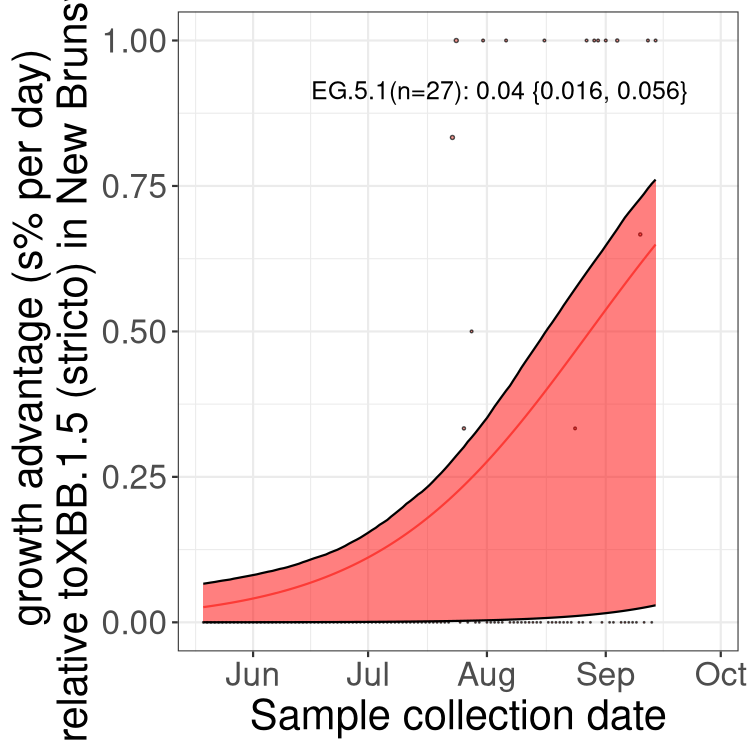 growth advantage (s% per day)
relative toXBB.1.5 (stricto) in New
1.00
0.75
0.50
0.25
0.00
EG.5.1(n=27): 0.04 {0.016, 0.056}
Jun Jul Aug Sep Oct
Sample collection date